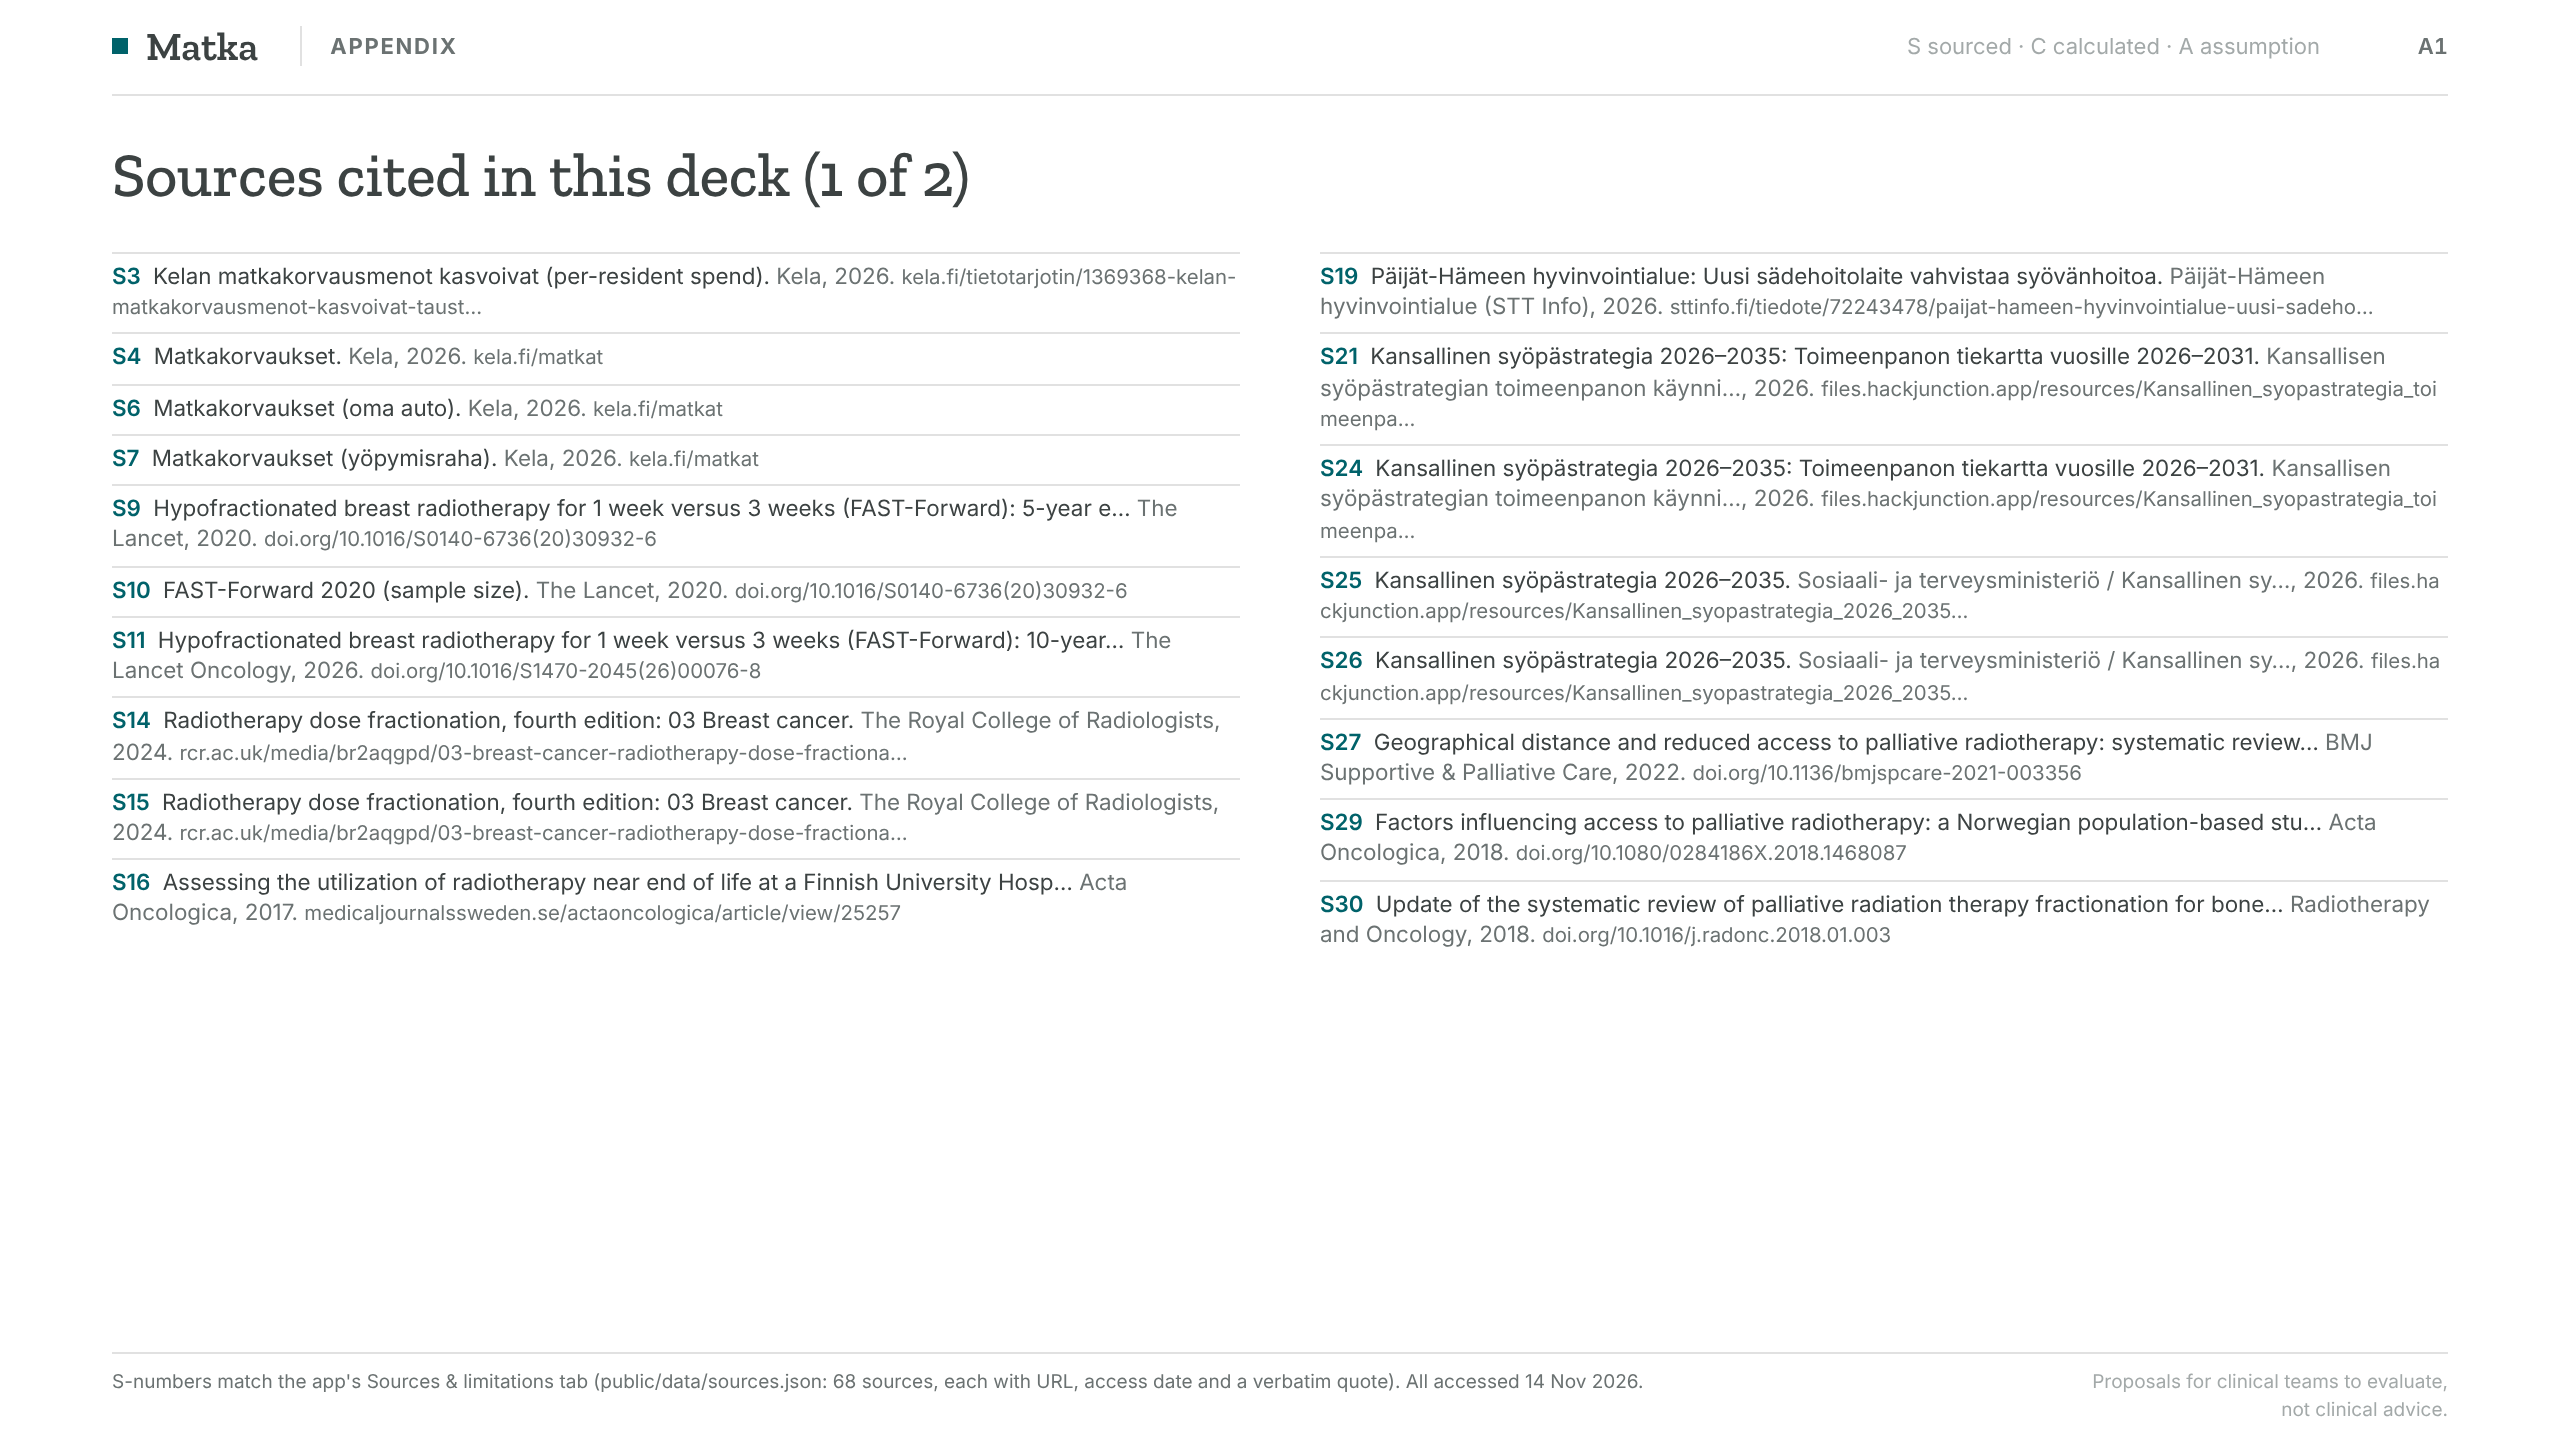 Matka
APPENDIX
S sourced · C calculated · A assumption
A1
Sources cited in this deck (1 of 2)
S3 Kelan matkakorvausmenot kasvoivat (per-resident spend). Kela, 2026. kela.fi/tietotarjotin/1369368-kelan-
matkakorvausmenot-kasvoivat-taust...
S4 Matkakorvaukset. Kela, 2026. kela.fi/matkat
S6 Matkakorvaukset (oma auto). Kela, 2026. kela.fi/matkat
S7 Matkakorvaukset (yöpymisraha). Kela, 2026. kela.fi/matkat
S9 Hypofractionated breast radiotherapy for 1 week versus 3 weeks (FAST-Forward): 5-year e... The
Lancet, 2020. doi.org/10.1016/S0140-6736(20)30932-6
S10 FAST-Forward 2020 (sample size). The Lancet, 2020. doi.org/10.1016/S0140-6736(20)30932-6
S11 Hypofractionated breast radiotherapy for 1 week versus 3 weeks (FAST-Forward): 10-year... The
Lancet Oncology, 2026. doi.org/10.1016/S1470-2045(26)00076-8
S14 Radiotherapy dose fractionation, fourth edition: 03 Breast cancer. The Royal College of Radiologists,
2024. rcr.ac.uk/media/br2aqgpd/03-breast-cancer-radiotherapy-dose-fractiona...
S15 Radiotherapy dose fractionation, fourth edition: 03 Breast cancer. The Royal College of Radiologists,
2024. rcr.ac.uk/media/br2aqgpd/03-breast-cancer-radiotherapy-dose-fractiona...
S16 Assessing the utilization of radiotherapy near end of life at a Finnish University Hosp... Acta
Oncologica, 2017. medicaljournalssweden.se/actaoncologica/article/view/25257
S19 Päijät-Hämeen hyvinvointialue: Uusi sädehoitolaite vahvistaa syövänhoitoa. Päijät-Hämeen
hyvinvointialue (STT Info), 2026. sttinfo.fi/tiedote/72243478/paijat-hameen-hyvinvointialue-uusi-sadeho...
S21 Kansallinen syöpästrategia 2026–2035: Toimeenpanon tiekartta vuosille 2026–2031. Kansallisen
syöpästrategian toimeenpanon käynni..., 2026. files.hackjunction.app/resources/Kansallinen_syopastrategia_toi
meenpa...
S24 Kansallinen syöpästrategia 2026–2035: Toimeenpanon tiekartta vuosille 2026–2031. Kansallisen
syöpästrategian toimeenpanon käynni..., 2026. files.hackjunction.app/resources/Kansallinen_syopastrategia_toi
meenpa...
S25 Kansallinen syöpästrategia 2026–2035. Sosiaali- ja terveysministeriö / Kansallinen sy..., 2026. files.ha
ckjunction.app/resources/Kansallinen_syopastrategia_2026_2035...
S26 Kansallinen syöpästrategia 2026–2035. Sosiaali- ja terveysministeriö / Kansallinen sy..., 2026. files.ha
ckjunction.app/resources/Kansallinen_syopastrategia_2026_2035...
S27 Geographical distance and reduced access to palliative radiotherapy: systematic review... BMJ
Supportive & Palliative Care, 2022. doi.org/10.1136/bmjspcare-2021-003356
S29 Factors influencing access to palliative radiotherapy: a Norwegian population-based stu... Acta
Oncologica, 2018. doi.org/10.1080/0284186X.2018.1468087
S30 Update of the systematic review of palliative radiation therapy fractionation for bone... Radiotherapy
and Oncology, 2018. doi.org/10.1016/j.radonc.2018.01.003
S-numbers match the app's Sources & limitations tab (public/data/sources.json: 68 sources, each with URL, access date and a verbatim quote). All accessed 14 Nov 2026.
Proposals for clinical teams to evaluate,
not clinical advice.